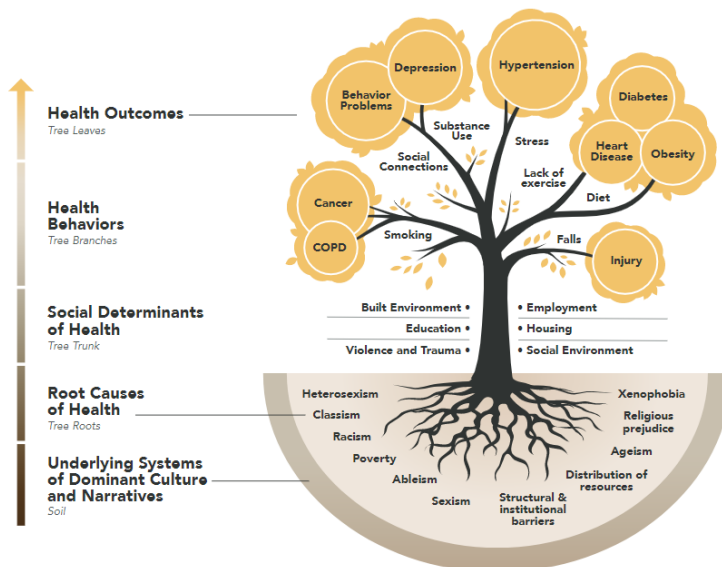 Health Outcomes
Tree Leaves
Health
Behaviors
Tree Branches
Social Determinants
of Health
Tree Trunk
Root Causes
of Health
Tree Roots
Underlying Systems
of Dominant Culture
and Narratives
Soil
Behavior
Problems
Depression
Hypertension
Diabetes
Heart
Disease
Obesity
Cancer
COPD
Injury
Substance
Use
Social
Connections
Stress
Lack of
exercise
Diet
Smoking
Falls
Built Environment •
Education •
Violence and Trauma •
• Employment
• Housing
• Social Environment
Heterosexism
Classism
Racism
Poverty
Ableism
Sexism
Structural &
institutional
barriers
Distribution of
resources
Ageism
Religious
prejudice
Xenophobia